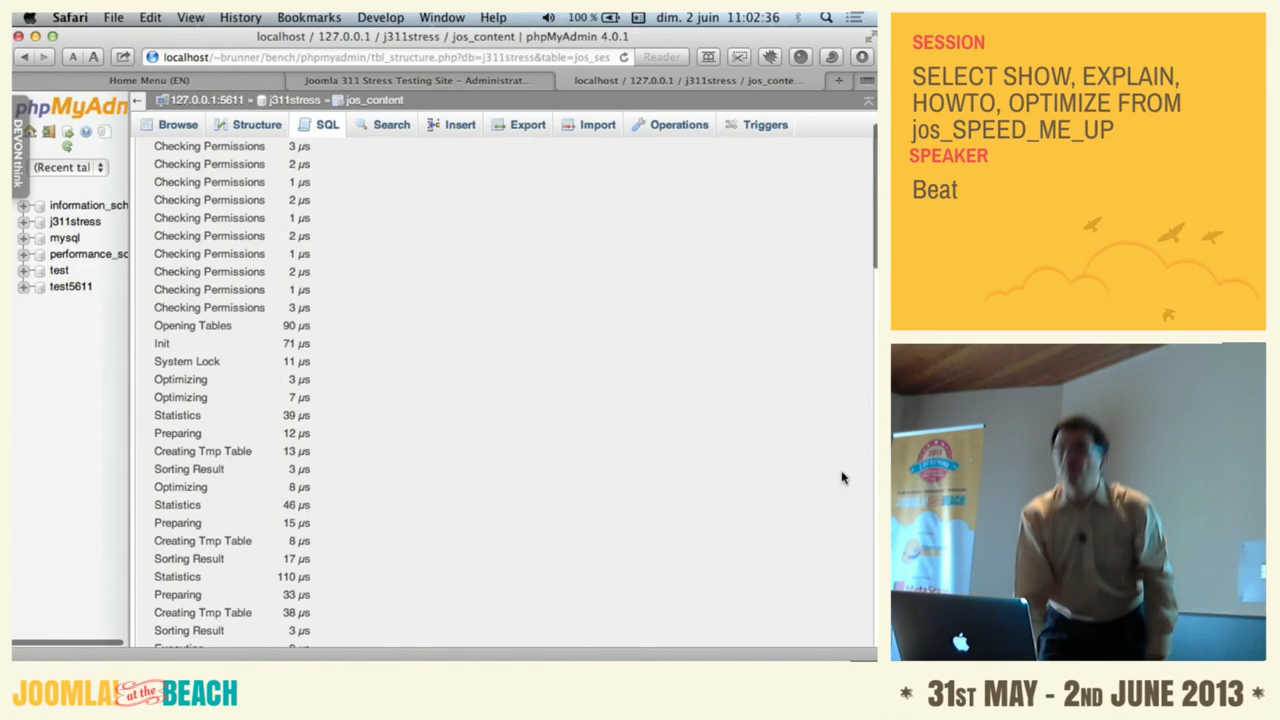 Safari File Edit View History Bookmarks Develop Window Help 100 % dim. 2 juin 11:02:36
localhost / 127.0.0.1 / j311stress / jos_content | phpMyAdmin 4.0.1
A A localhost/~brunner/bench/phpmyadmin/tbl_structure.php?db=j311stress&table=jos_ses Reader
Home Menu (EN) Joomla 311 Stress Testing Site – Administrat... localhost / 127.0.0.1 / j311stress / jos_conte...
phpMyAdm
127.0.0.1:5611 » j311stress » jos_content
Browse Structure SQL Search Insert Export Import Operations Triggers
DEVONthink
(Recent tal
information_sch
j311stress
mysql
performance_sc
test
test5611
Checking Permissions 3 µs
Checking Permissions 2 µs
Checking Permissions 1 µs
Checking Permissions 2 µs
Checking Permissions 1 µs
Checking Permissions 2 µs
Checking Permissions 1 µs
Checking Permissions 2 µs
Checking Permissions 1 µs
Checking Permissions 3 µs
Opening Tables 90 µs
Init 71 µs
System Lock 11 µs
Optimizing 3 µs
Optimizing 7 µs
Statistics 39 µs
Preparing 12 µs
Creating Tmp Table 13 µs
Sorting Result 3 µs
Optimizing 8 µs
Statistics 46 µs
Preparing 15 µs
Creating Tmp Table 8 µs
Sorting Result 17 µs
Statistics 110 µs
Preparing 33 µs
Creating Tmp Table 38 µs
Sorting Result 3 µs
SESSION
SELECT SHOW, EXPLAIN,
HOWTO, OPTIMIZE FROM
jos_SPEED_ME_UP
SPEAKER
Beat
2013
JOOMLA! at the BEACH
* 31ST MAY - 2ND JUNE 2013 *